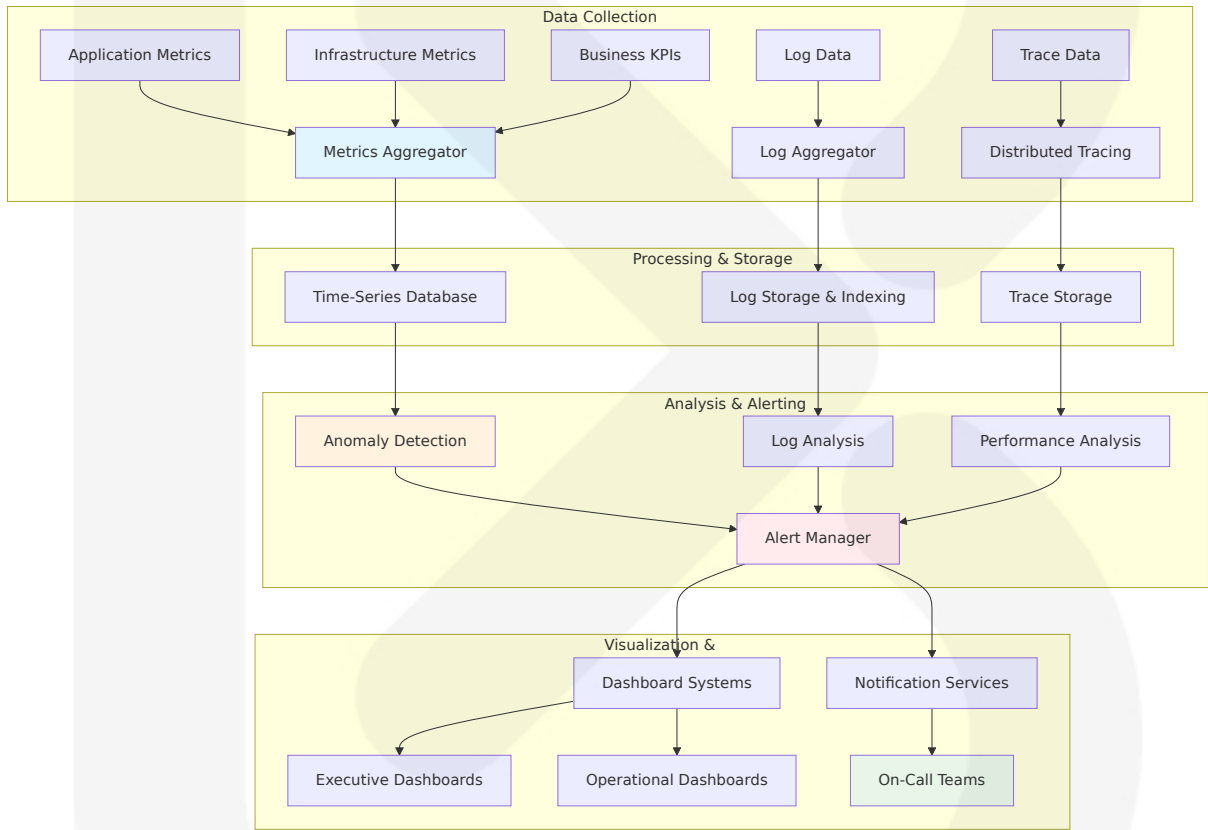 Data Collection
Application Metrics
Infrastructure Metrics
Business KPIs
Log Data
Trace Data
Metrics Aggregator
Log Aggregator
Distributed Tracing
Processing & Storage
Time-Series Database
Log Storage & Indexing
Trace Storage
Analysis & Alerting
Anomaly Detection
Log Analysis
Performance Analysis
Alert Manager
Visualization &
Dashboard Systems
Notification Services
Executive Dashboards
Operational Dashboards
On-Call Teams